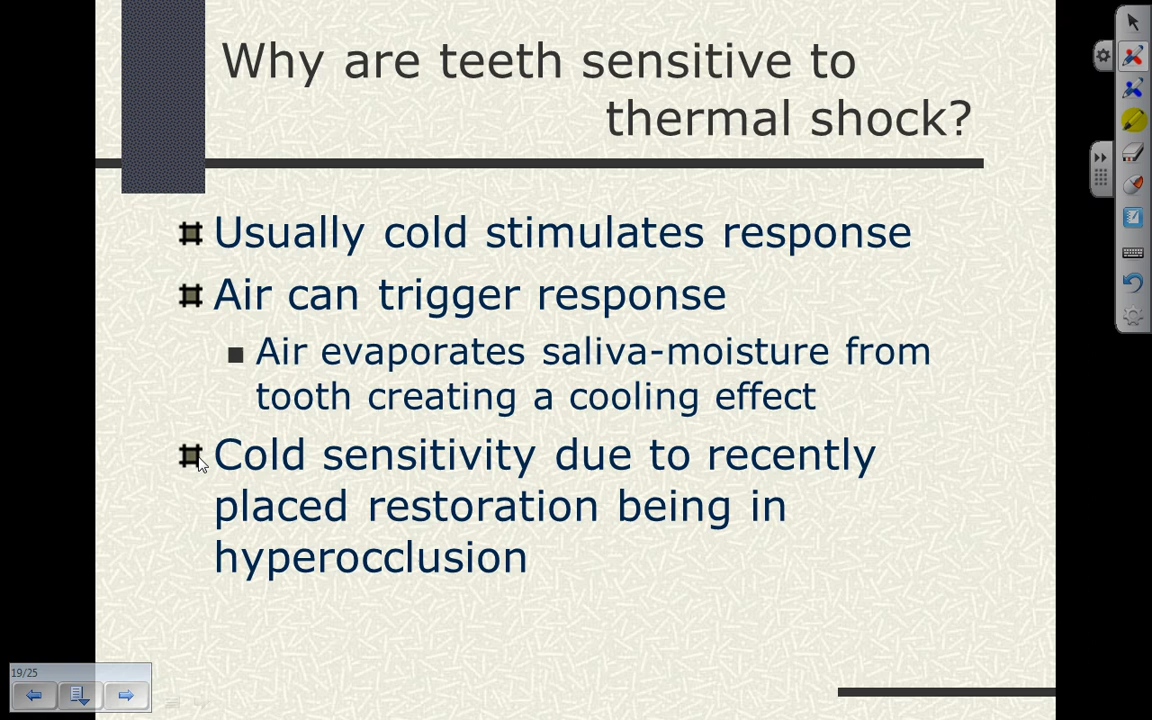 Why are teeth sensitive to
thermal shock?
Usually cold stimulates response
Air can trigger response
Air evaporates saliva-moisture from
tooth creating a cooling effect
Cold sensitivity due to recently
placed restoration being in
hyperocclusion
19/25